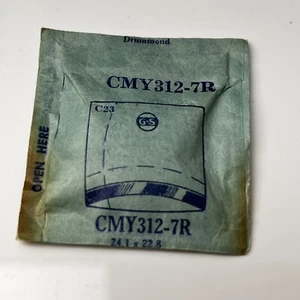 Drummond
CMY312-7R
C23
GS
OPEN HERE
CMY312-7R
24.1 x 22.8